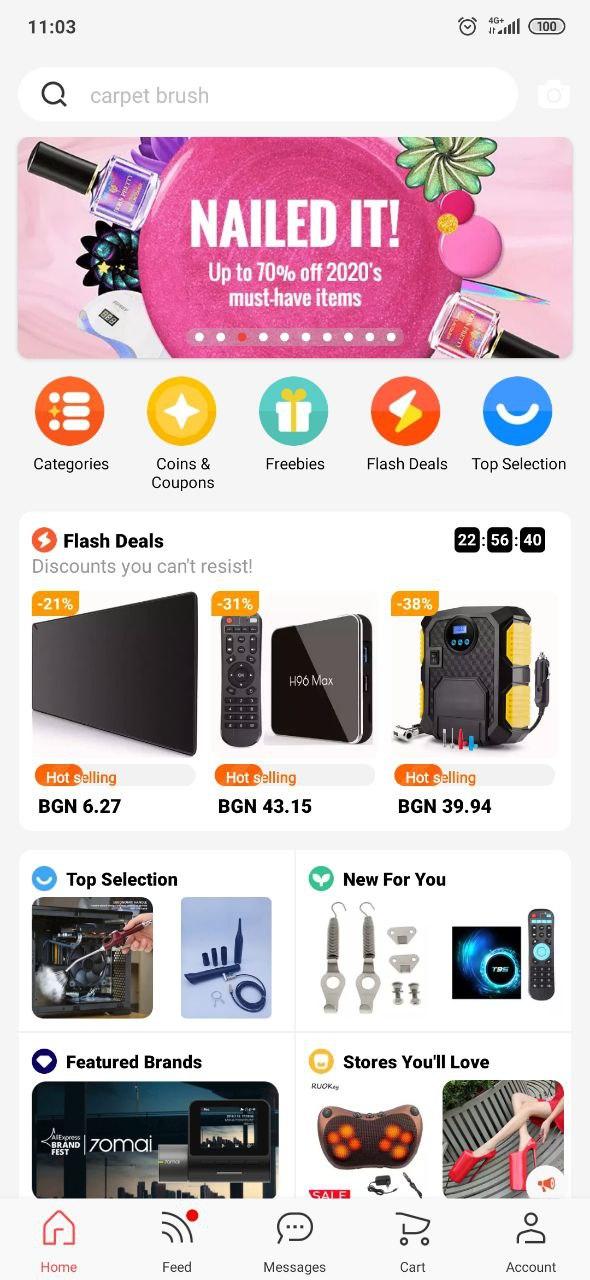 11:03
4G+
100
carpet brush
NAILED IT!
Up to 70% off 2020's
must-have items
Categories
Coins &
Coupons
Freebies
Flash Deals
Top Selection
Flash Deals
22:56:40
Discounts you can't resist!
-21%
-31%
-38%
H96 Max
Hot selling
Hot selling
Hot selling
BGN 6.27
BGN 43.15
BGN 39.94
Top Selection
New For You
T95
Featured Brands
Stores You'll Love
AliExpress
BRAND
FEST
70mai
70mai
RUOKey
SALE
Home
Feed
Messages
Cart
Account